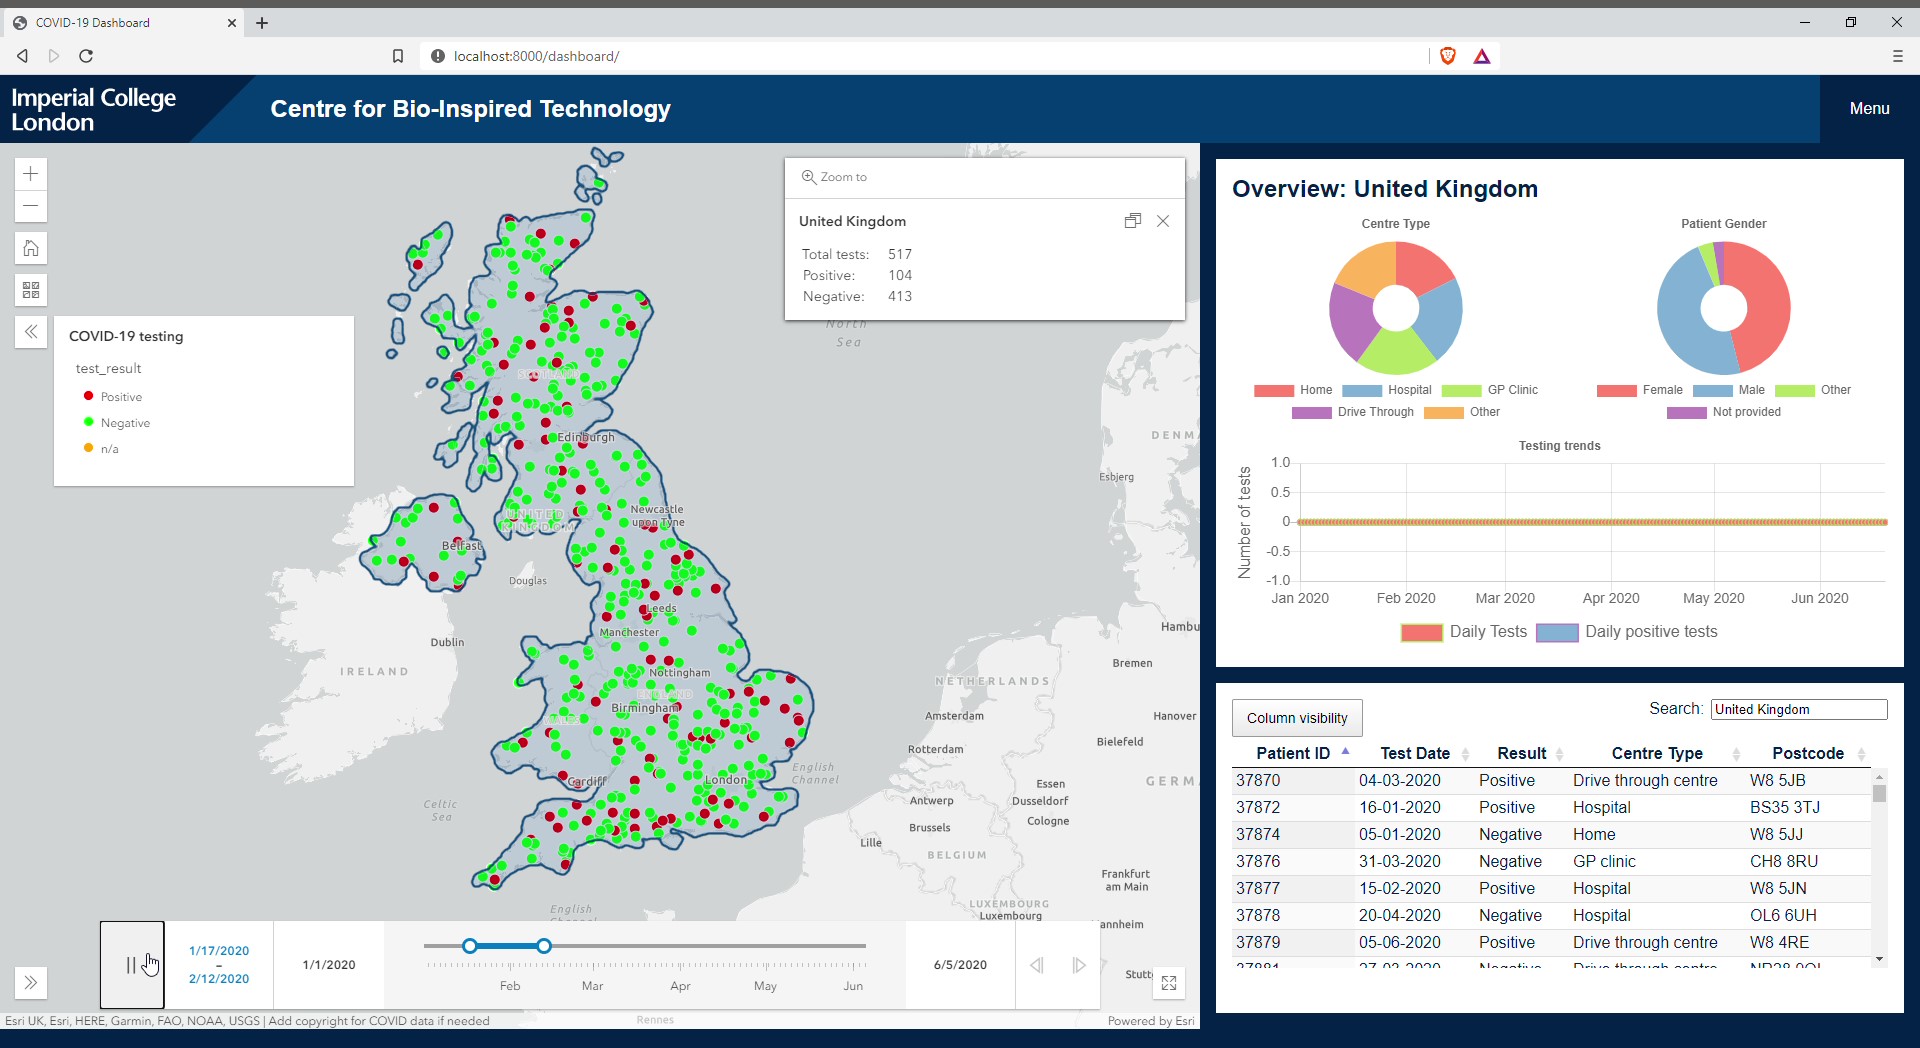 COVID-19 Dashboard
localhost:8000/dashboard/
Imperial College
London
Centre for Bio-Inspired Technology
Menu
Zoom to
United Kingdom
Total tests: 517
Positive: 104
Negative: 413
COVID-19 testing
test_result
Positive
Negative
n/a
North
Sea
SCOTLAND
Edinburgh
DENMA
Esbjerg
UNITED
KINGDOM
Newcastle
upon Tyne
Belfast
Douglas
Leeds
Manchester
Hambu
Dublin
IRELAND
Nottingham
ENGLAND
Bremen
NETHERLANDS
Birmingham
WALES
Amsterdam
Hanover
Rotterdam
Bielefeld
English
Channel
Cardiff
London
Essen
GERM
Celtic
Sea
Antwerp
Dusseldorf
Cologne
Brussels
Lille
BELGIUM
Frankfurt
am Main
LUXEMBOURG
Luxembourg
English
Channel
annheim
Stutt
Rennes
1/17/2020
–
2/12/2020
1/1/2020
Feb Mar Apr May Jun
6/5/2020
Esri UK, Esri, HERE, Garmin, FAO, NOAA, USGS | Add copyright for COVID data if needed
Powered by Esri
Overview: United Kingdom
Centre Type
Home Hospital GP Clinic
Drive Through Other
Patient Gender
Female Male Other
Not provided
Testing trends
Number of tests
1.0
0.5
0
-0.5
-1.0
Jan 2020 Feb 2020 Mar 2020 Apr 2020 May 2020 Jun 2020
Daily Tests Daily positive tests
Column visibility
Search: United Kingdom
Patient ID Test Date Result Centre Type Postcode
37870 04-03-2020 Positive Drive through centre W8 5JB
37872 16-01-2020 Positive Hospital BS35 3TJ
37874 05-01-2020 Negative Home W8 5JJ
37876 31-03-2020 Negative GP clinic CH8 8RU
37877 15-02-2020 Positive Hospital W8 5JN
37878 20-04-2020 Negative Hospital OL6 6UH
37879 05-06-2020 Positive Drive through centre W8 4RE
37881 27-03-2020 Negative Drive through centre